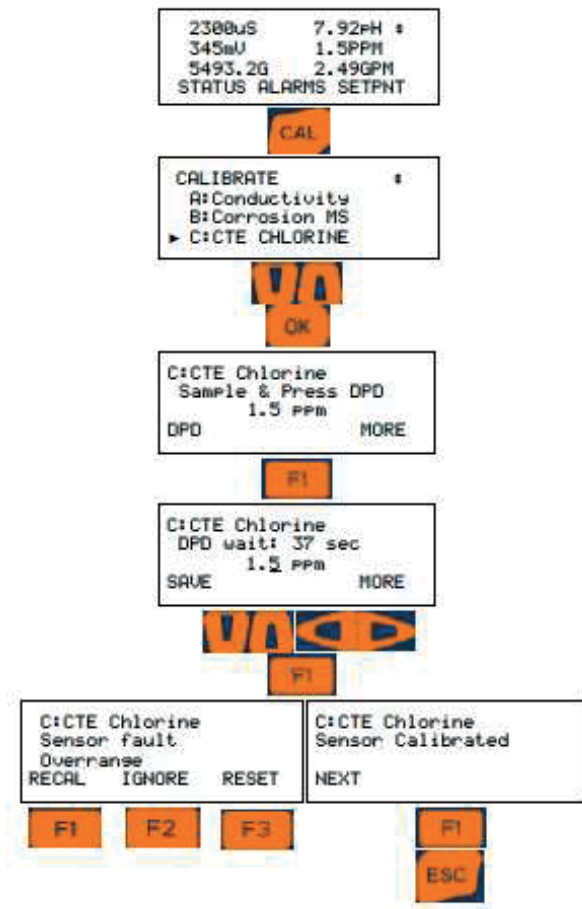 2300uS 7.92pH
345mV 1.5PPM
5493.2G 2.49GPM
STATUS ALARMS SETPNT
CAL
CALIBRATE
A:Conductivity
B:Corrosion MS
► C:CTE CHLORINE
OK
C:CTE Chlorine
Sample & Press DPD
1.5 ppm
DPD MORE
F1
C:CTE Chlorine
DPD wait: 37 sec
1.5 ppm
SAVE MORE
F1
C:CTE Chlorine
Sensor fault
Overrange
RECAL IGNORE RESET
F1 F2 F3
C:CTE Chlorine
Sensor Calibrated
NEXT
F1
ESC